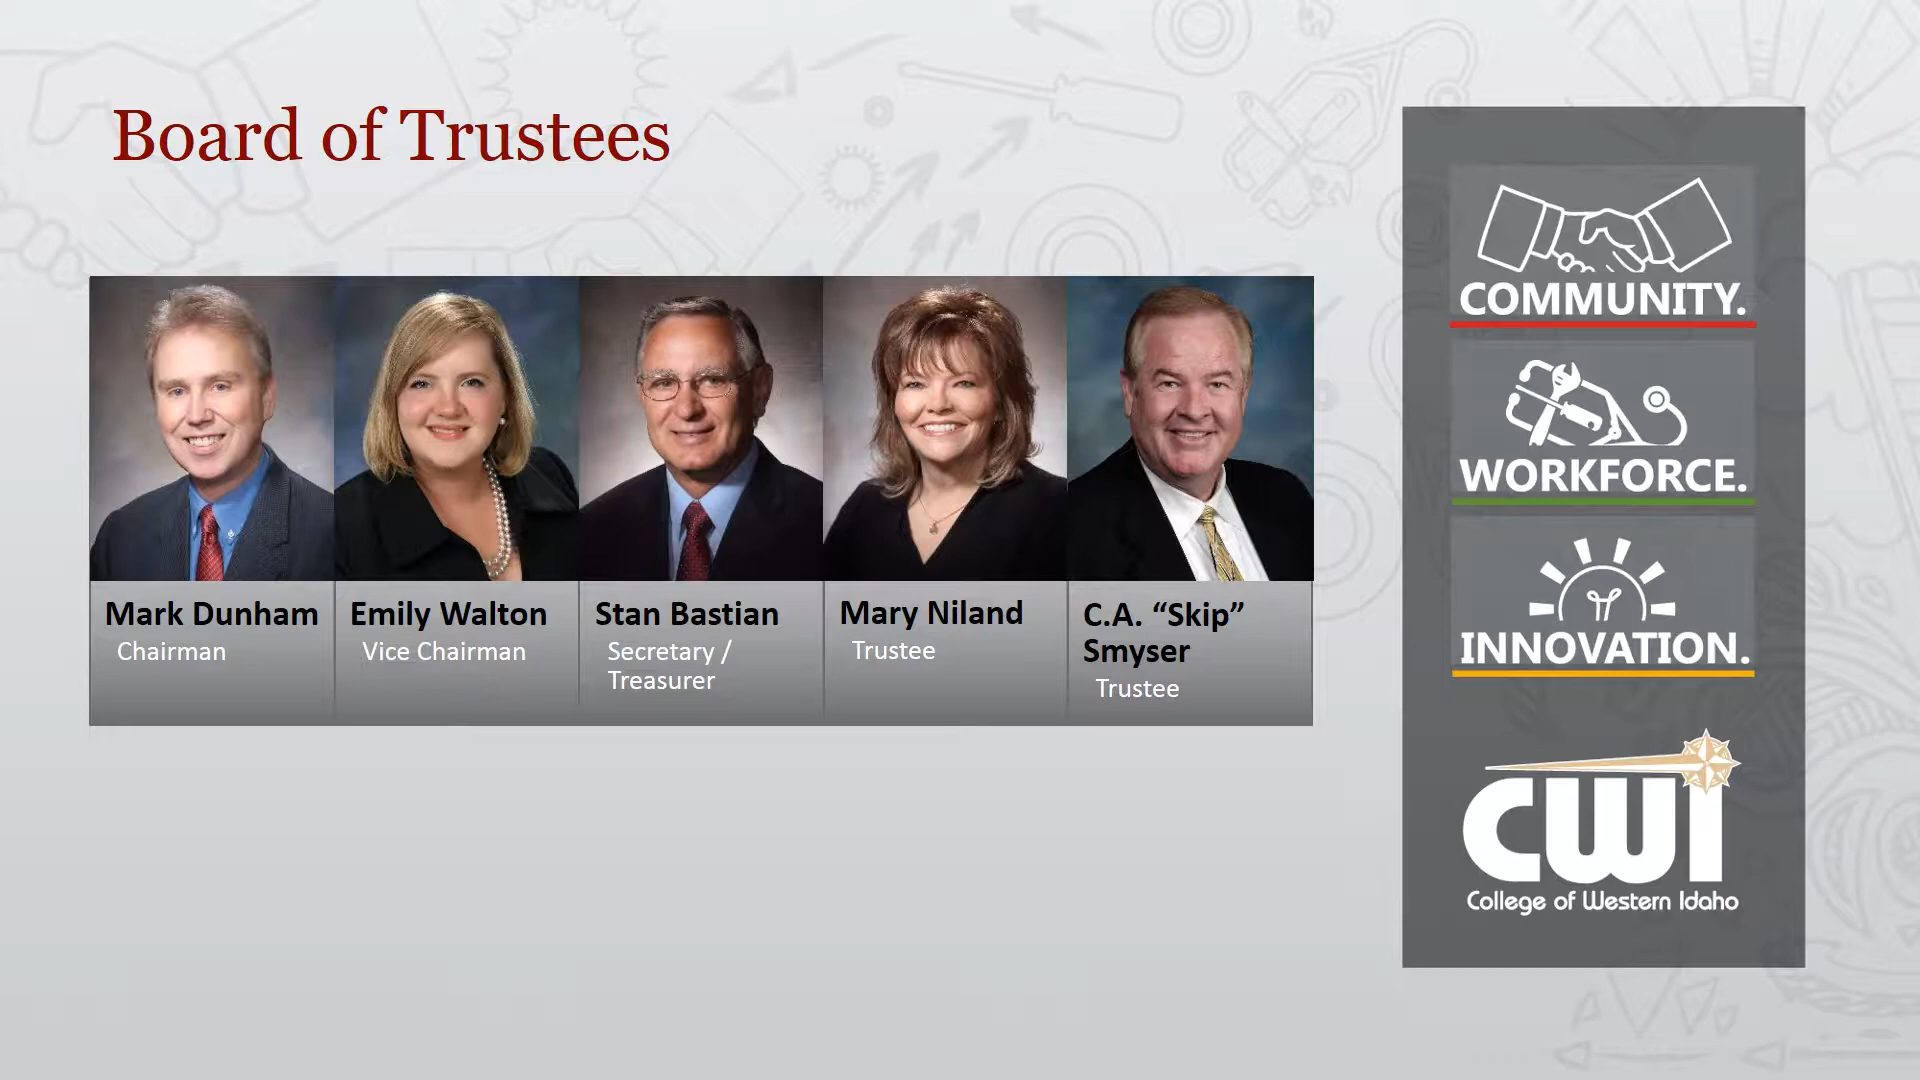 Board of Trustees
Mark Dunham
Chairman
Emily Walton
Vice Chairman
Stan Bastian
Secretary /
Treasurer
Mary Niland
Trustee
C.A. “Skip”
Smyser
Trustee
COMMUNITY.
WORKFORCE.
INNOVATION.
CWI
College of Western Idaho